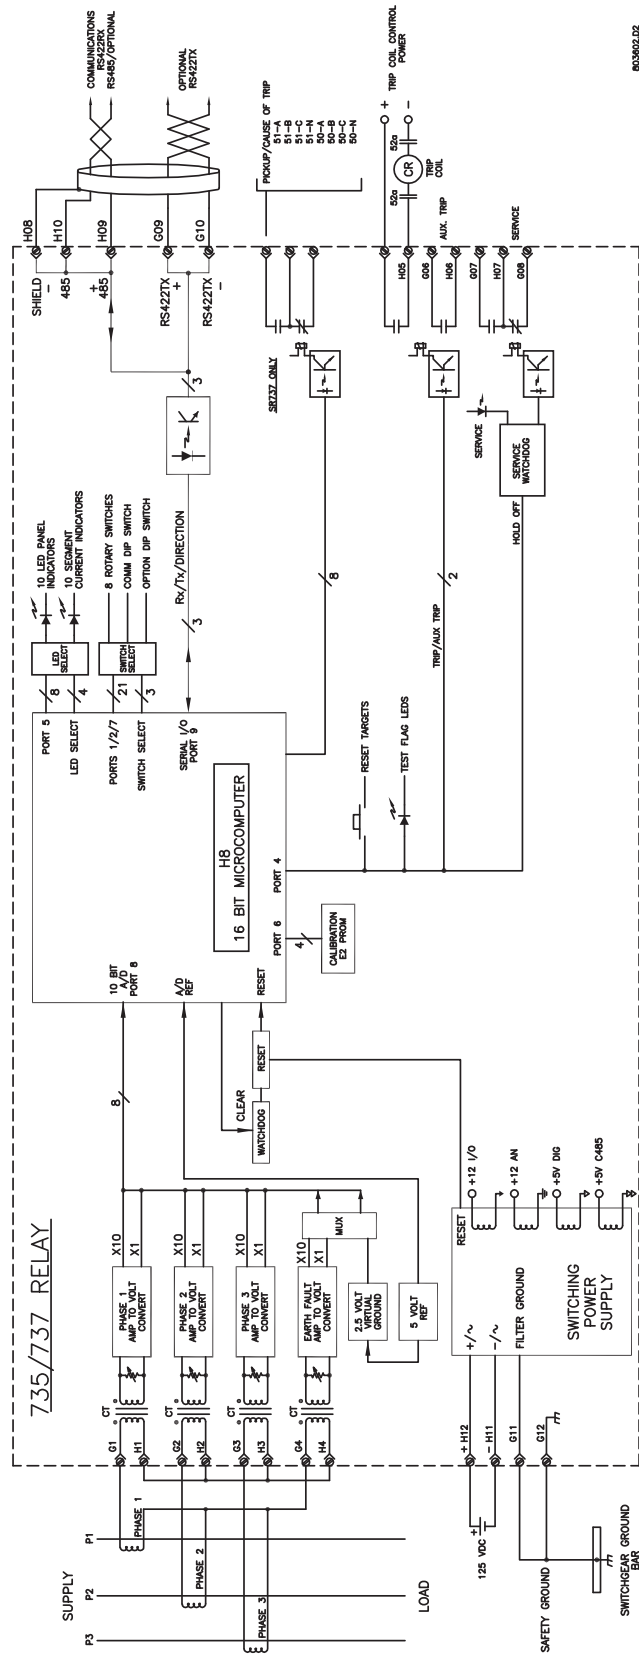 735/737 RELAY
SUPPLY
P3
P2
P1
PHASE 1
PHASE 2
PHASE 3
LOAD
G1
H1
G2
H2
G3
H3
G4
H4
CT
CT
CT
CT
PHASE 1
AMP TO VOLT
CONVERT
PHASE 2
AMP TO VOLT
CONVERT
PHASE 3
AMP TO VOLT
CONVERT
EARTH FAULT
AMP TO VOLT
CONVERT
X10
X1
X10
X1
X10
X1
X10
X1
MUX
2.5 VOLT
VIRTUAL
GROUND
5 VOLT
REF
8
CLEAR
WATCHDOG
RESET
10 BIT
A/D
PORT 8
A/D
REF
RESET
H8
16 BIT MICROCOMPUTER
PORT 5
LED SELECT
PORTS 1/2/7
SWITCH SELECT
SERIAL I/O
PORT 9
PORT 6
PORT 4
4
CALIBRATION
E2 PROM
8
4
21
3
3
LED
SELECT
SWITCH
SELECT
10 LED PANEL
INDICATORS
10 SEGMENT
CURRENT INDICATORS
8 ROTARY SWITCHES
COMM DIP SWITCH
OPTION DIP SWITCH
Rx/Tx/DIRECTION
3
SHIELD
-
485
+
485
RS422TX
+
RS422TX
-
H08
H10
H09
G09
G10
COMMUNICATIONS
RS422RX
RS485/OPTIONAL
OPTIONAL
RS422TX
8
SR737 ONLY
PICKUP/CAUSE OF TRIP
51-A
51-B
51-C
51-N
50-A
50-B
50-C
50-N
RESET TARGETS
TEST FLAG LEDS
TRIP/AUX TRIP
2
HOLD OFF
SERVICE
WATCHDOG
SERVICE
H05
G06
H06
G07
H07
G08
AUX. TRIP
SERVICE
52a
CR
52a
TRIP
COIL
+
-
TRIP COIL CONTROL
POWER
125 VDC
+
+ H12
- H11
G11
G12
SAFETY GROUND
SWITCHGEAR GROUND
BAR
+/~
-/~
FILTER GROUND
SWITCHING
POWER
SUPPLY
RESET
+12 I/O
+12 AN
+5V DIG
+5V C485
803602.D2